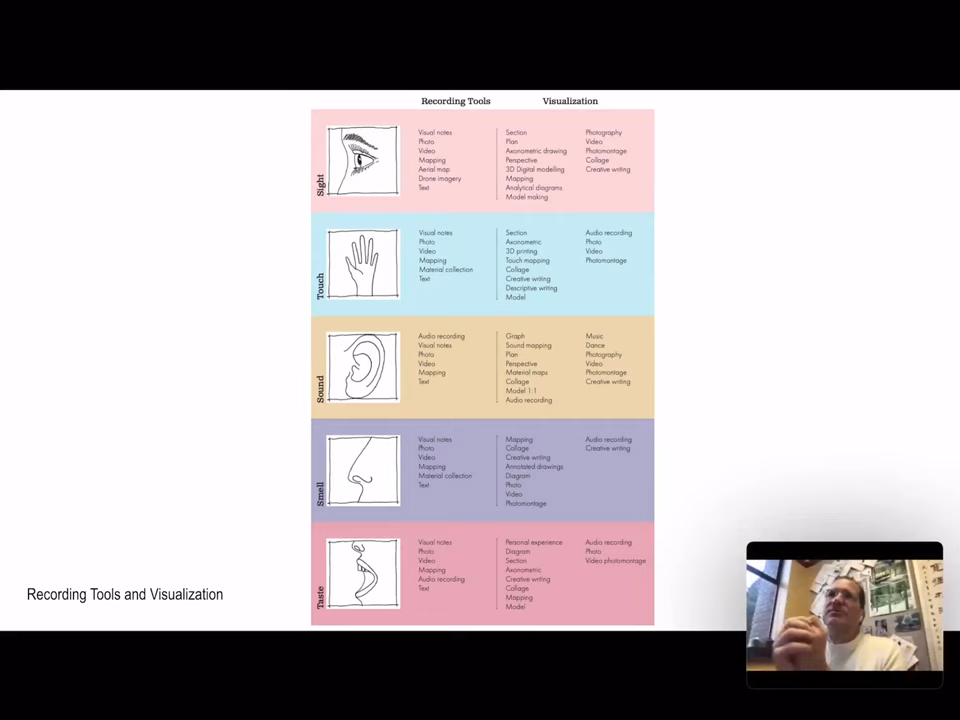 Recording Tools
Visualization
Sight
Visual notes
Photo
Video
Mapping
Aerial map
Drone imagery
Text
Section
Plan
Axonometric drawing
Perspective
3D Digital modelling
Mapping
Analytical diagrams
Model making
Photography
Video
Photomontage
Collage
Creative writing
Touch
Visual notes
Photo
Video
Mapping
Material collection
Text
Section
Axonometric
3D printing
Touch mapping
Collage
Creative writing
Descriptive writing
Model
Audio recording
Photo
Video
Photomontage
Sound
Audio recording
Visual notes
Photo
Video
Mapping
Text
Graph
Sound mapping
Plan
Perspective
Material maps
Collage
Model 1:1
Audio recording
Music
Dance
Photography
Video
Photomontage
Creative writing
Smell
Visual notes
Photo
Video
Mapping
Material collection
Text
Mapping
Collage
Creative writing
Annotated drawings
Diagram
Photo
Video
Photomontage
Audio recording
Creative writing
Taste
Visual notes
Photo
Video
Mapping
Audio recording
Text
Personal experience
Diagram
Section
Axonometric
Creative writing
Collage
Mapping
Model
Audio recording
Photo
Video photomontage
Recording Tools and Visualization